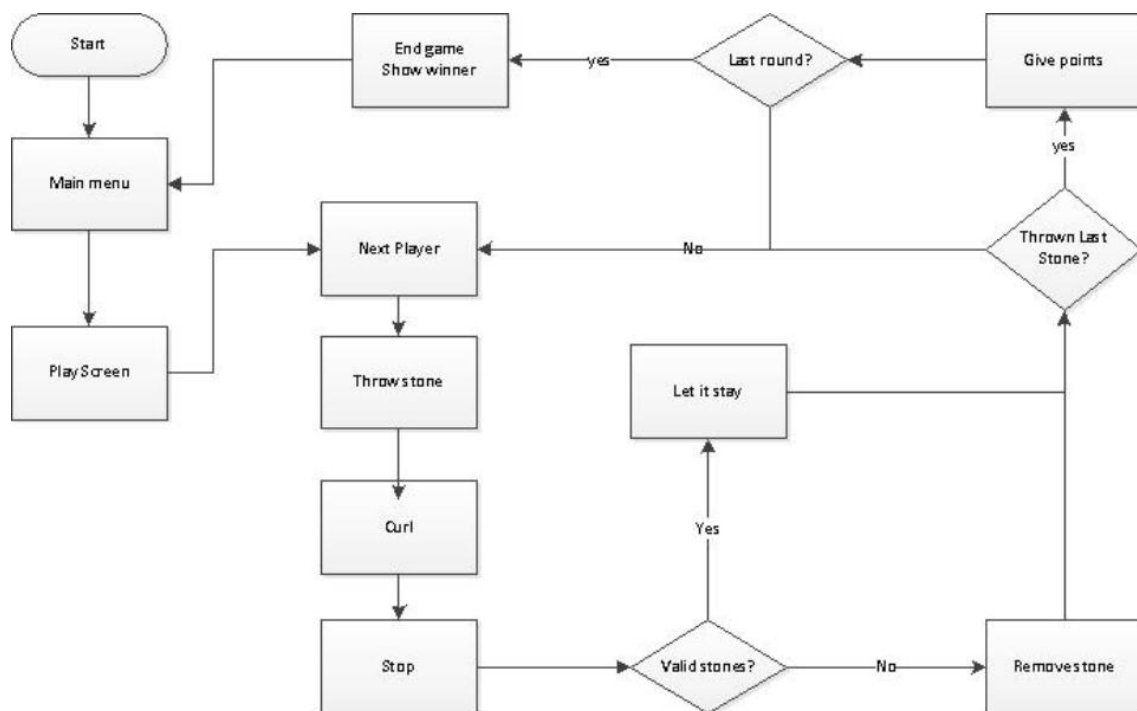 Start
End game
Show winner
yes
Last round?
Give points
yes
Main menu
Next Player
No
Thrown Last
Stone?
Play Screen
Throw stone
Let it stay
Curl
Yes
Stop
Valid stones?
No
Remove stone